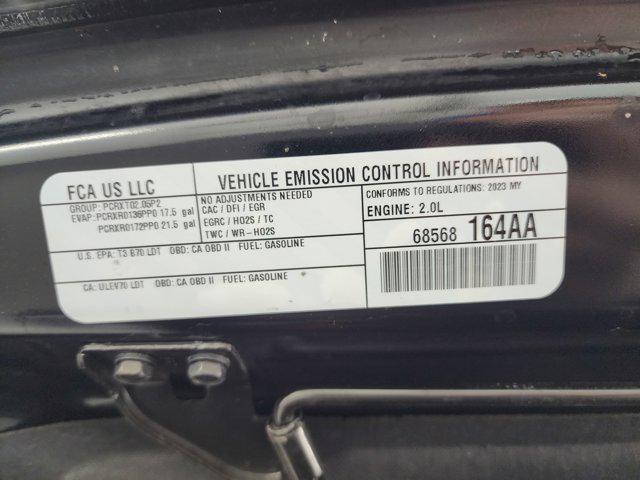 FCA US LLC
GROUP: PCRXT02.05P2
EVAP: PCRXR0136PP0 17.5 gal
PCRXR0172PP0 21.5 gal
VEHICLE EMISSION CONTROL INFORMATION
NO ADJUSTMENTS NEEDED
CAC / DFI / EGR
EGRC / HO2S / TC
TWC / WR-HO2S
CONFORMS TO REGULATIONS: 2023 MY
ENGINE: 2.0L
68568 164AA
U.S. EPA: T3 B70 LDT OBD: CA OBD II FUEL: GASOLINE
CA: ULEV70 LDT OBD: CA OBD II FUEL: GASOLINE